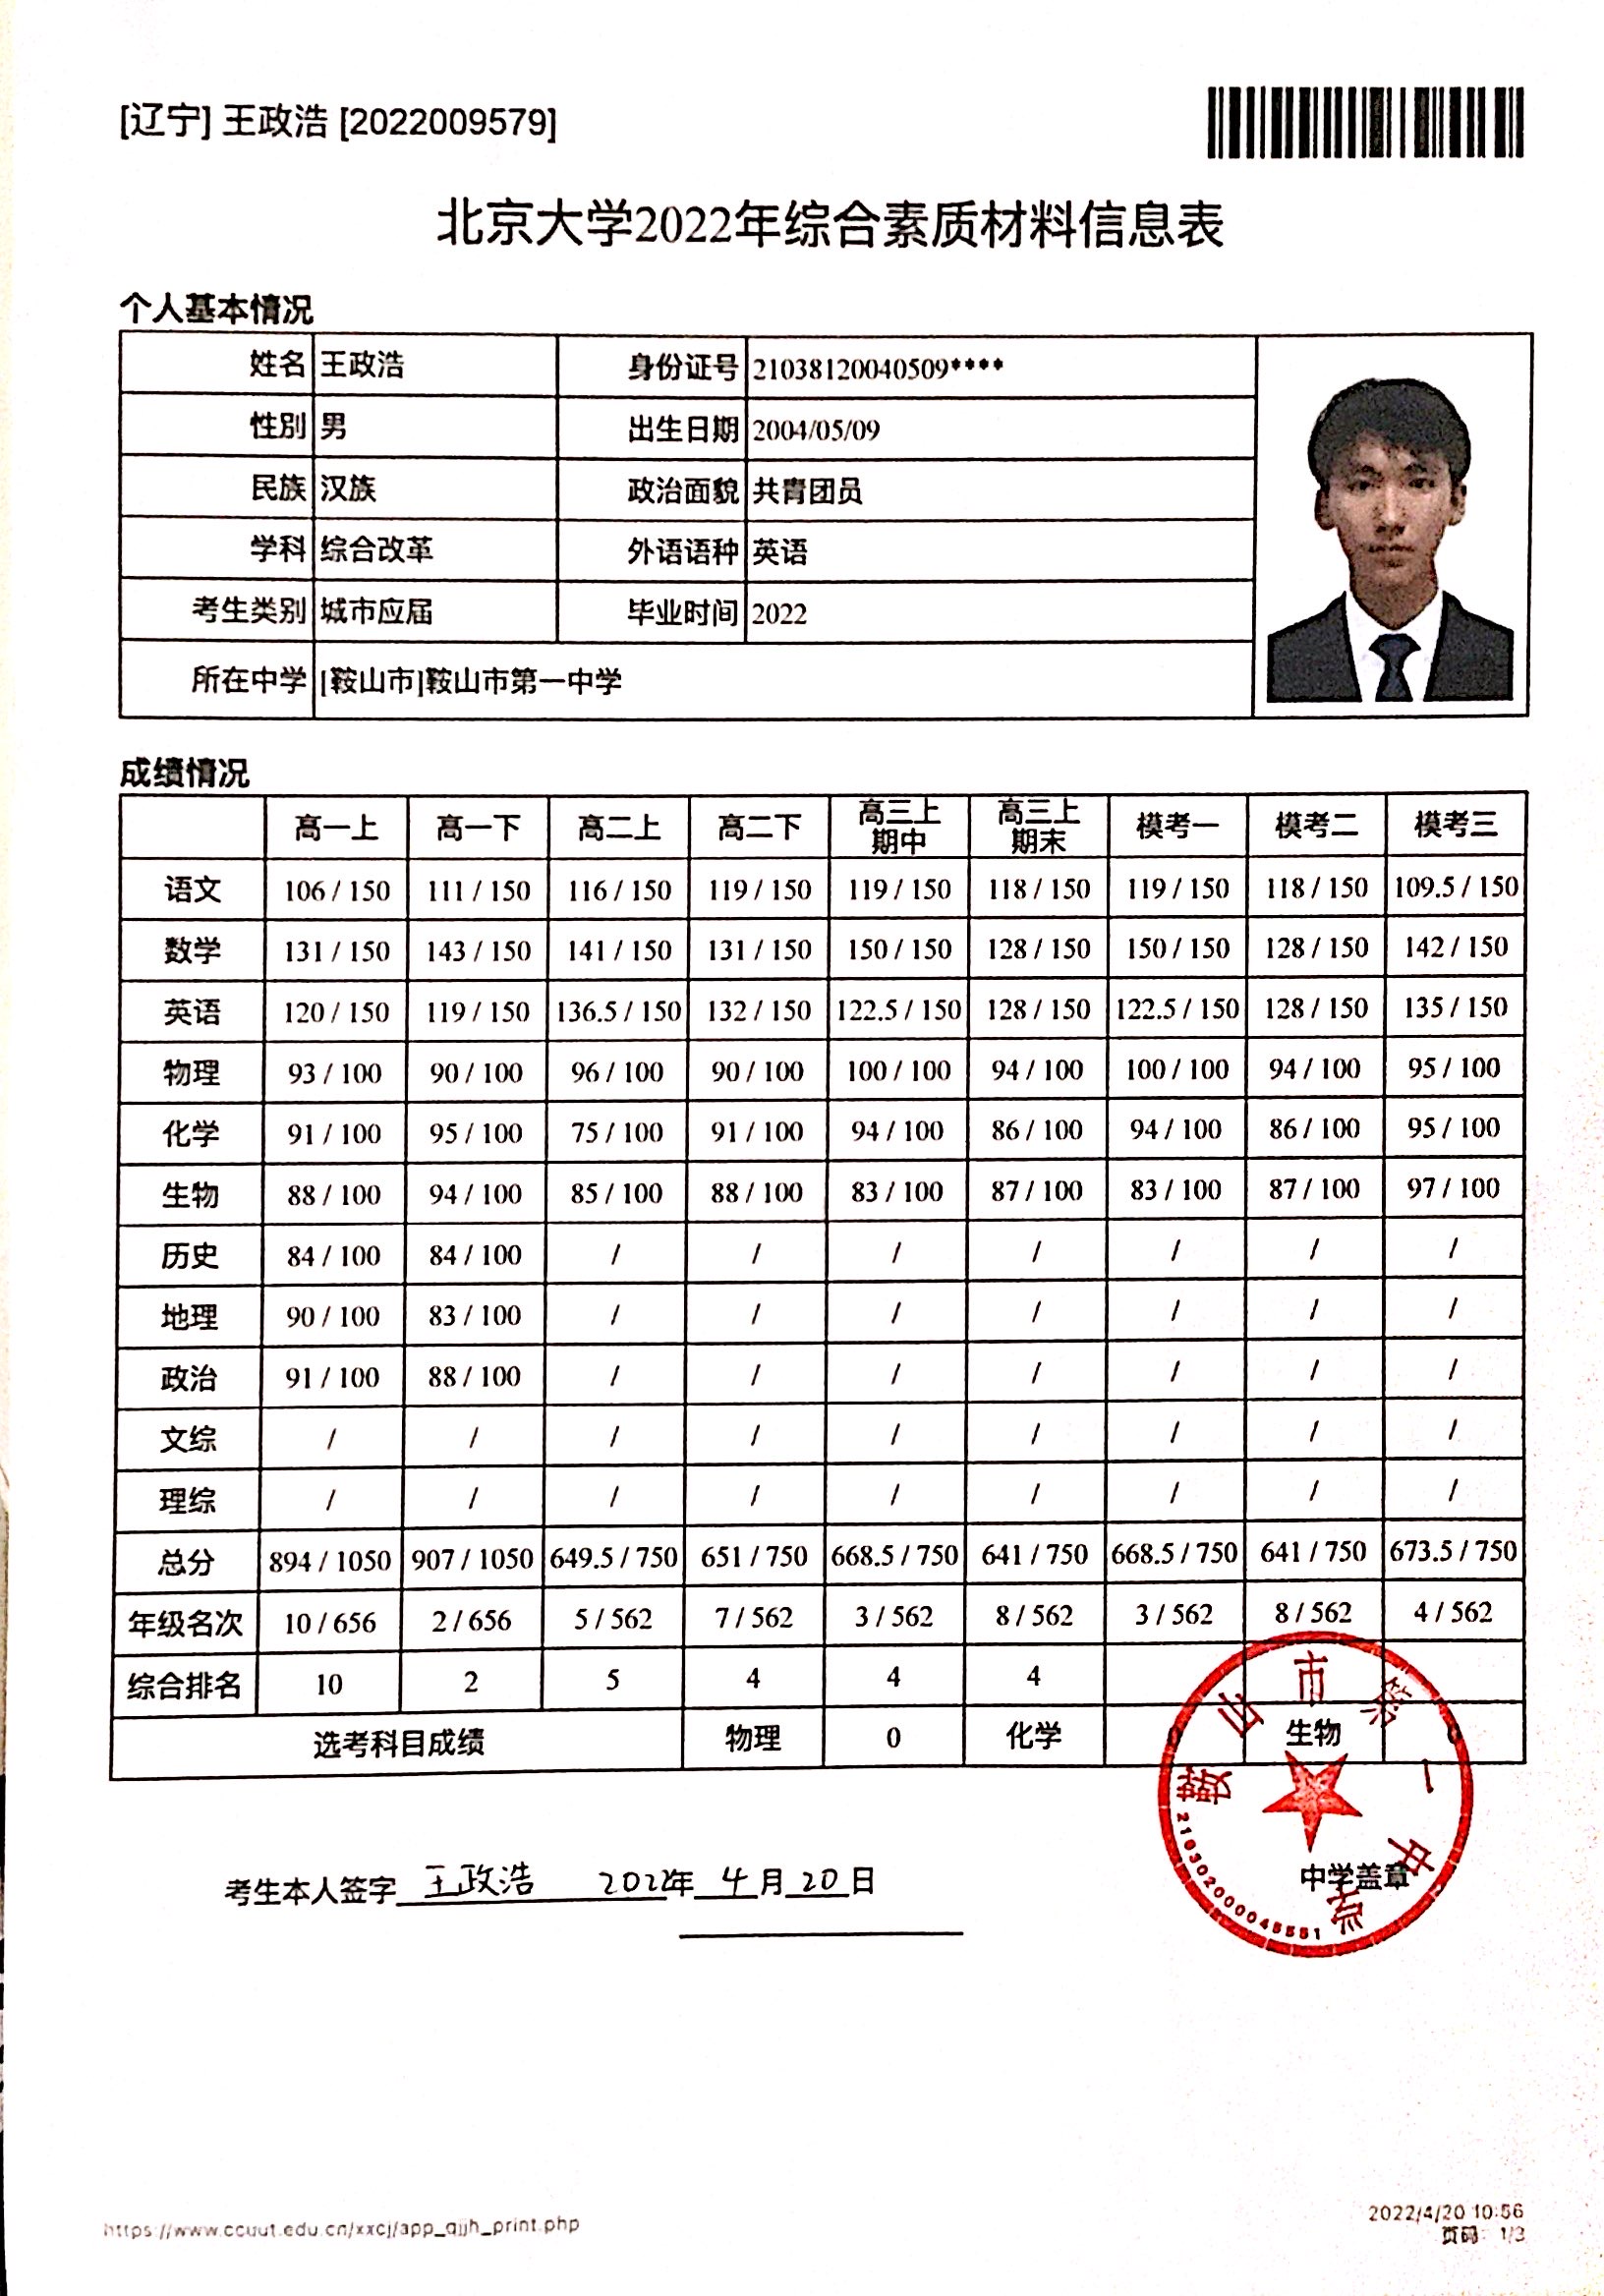 [辽宁] 王政浩 [2022009579]
北京大学2022年综合素质材料信息表
个人基本情况
姓名 王政浩 身份证号 21038120040509****
性别 男 出生日期 2004/05/09
民族 汉族 政治面貌 共青团员
学科 综合改革 外语语种 英语
考生类别 城市应届 毕业时间 2022
所在中学 [鞍山市]鞍山市第一中学
成绩情况
高一上 高一下 高二上 高二下 高三上期中 高三上期末 模考一 模考二 模考三
语文 106 / 150 111 / 150 116 / 150 119 / 150 119 / 150 118 / 150 119 / 150 118 / 150 109.5 / 150
数学 131 / 150 143 / 150 141 / 150 131 / 150 150 / 150 128 / 150 150 / 150 128 / 150 142 / 150
英语 120 / 150 119 / 150 136.5 / 150 132 / 150 122.5 / 150 128 / 150 122.5 / 150 128 / 150 135 / 150
物理 93 / 100 90 / 100 96 / 100 90 / 100 100 / 100 94 / 100 100 / 100 94 / 100 95 / 100
化学 91 / 100 95 / 100 75 / 100 91 / 100 94 / 100 86 / 100 94 / 100 86 / 100 95 / 100
生物 88 / 100 94 / 100 85 / 100 88 / 100 83 / 100 87 / 100 83 / 100 87 / 100 97 / 100
历史 84 / 100 84 / 100 / / / / / / /
地理 90 / 100 83 / 100 / / / / / / /
政治 91 / 100 88 / 100 / / / / / / /
文综 / / / / / / / / /
理综 / / / / / / / / /
总分 894 / 1050 907 / 1050 649.5 / 750 651 / 750 668.5 / 750 641 / 750 668.5 / 750 641 / 750 673.5 / 750
年级名次 10 / 656 2 / 656 5 / 562 7 / 562 3 / 562 8 / 562 3 / 562 8 / 562 4 / 562
综合排名 10 2 5 4 4 4
选考科目成绩 物理 0 化学 0 生物 0
鞍山市第一中学
210302000045551
考生本人签字 王政浩 2022年 4 月 20 日
中学盖章
https://www.ccuut.edu.cn/xxcj/app_qjjh_print.php
2022/4/20 10:56
页码: 1/3